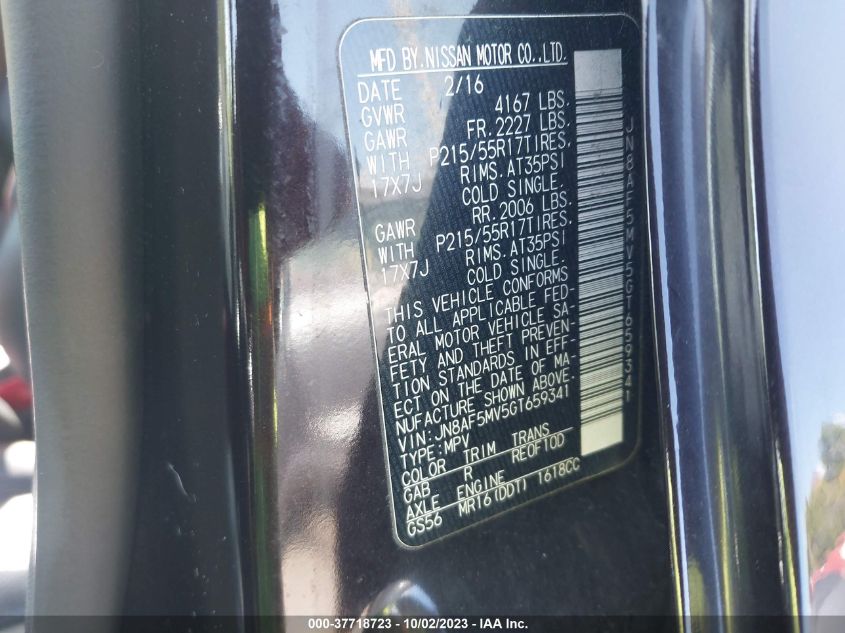 MFD BY.NISSAN MOTOR CO.,LTD.
DATE 2/16
GVWR 4167 LBS.
GAWR FR. 2227 LBS.
WITH P215/55R17TIRES.
17X7J RIMS. AT35PSI
COLD SINGLE.
GAWR RR. 2006 LBS.
WITH P215/55R17TIRES.
17X7J RIMS. AT35PSI
COLD SINGLE.
THIS VEHICLE CONFORMS
TO ALL APPLICABLE FED-
ERAL MOTOR VEHICLE SA-
FETY AND THEFT PREVEN-
TION STANDARDS IN EFF-
ECT ON THE DATE OF MA-
NUFACTURE SHOWN ABOVE.
VIN:JN8AF5MV5GT659341
TYPE:MPV
COLOR TRIM TRANS
GAB R RE0F10D
AXLE ENGINE
GS56 MR16(DDT) 1618CC
JN8AF5MV5GT659341
000-37718723 - 10/02/2023 - IAA Inc.